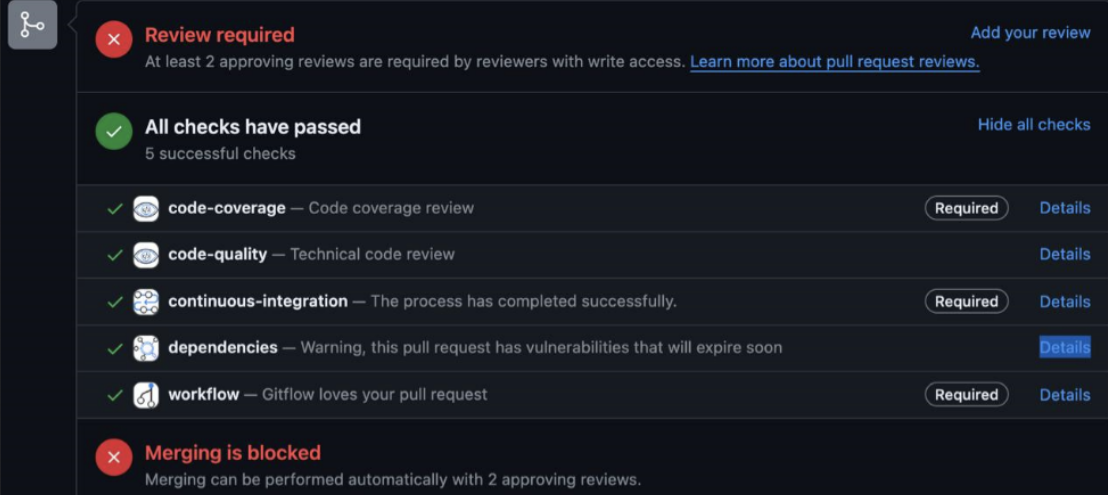 Review required
Add your review
At least 2 approving reviews are required by reviewers with write access. Learn more about pull request reviews.
All checks have passed
Hide all checks
5 successful checks
code-coverage — Code coverage review Required Details
code-quality — Technical code review Details
continuous-integration — The process has completed successfully. Required Details
dependencies — Warning, this pull request has vulnerabilities that will expire soon Details
workflow — Gitflow loves your pull request Required Details
Merging is blocked
Merging can be performed automatically with 2 approving reviews.